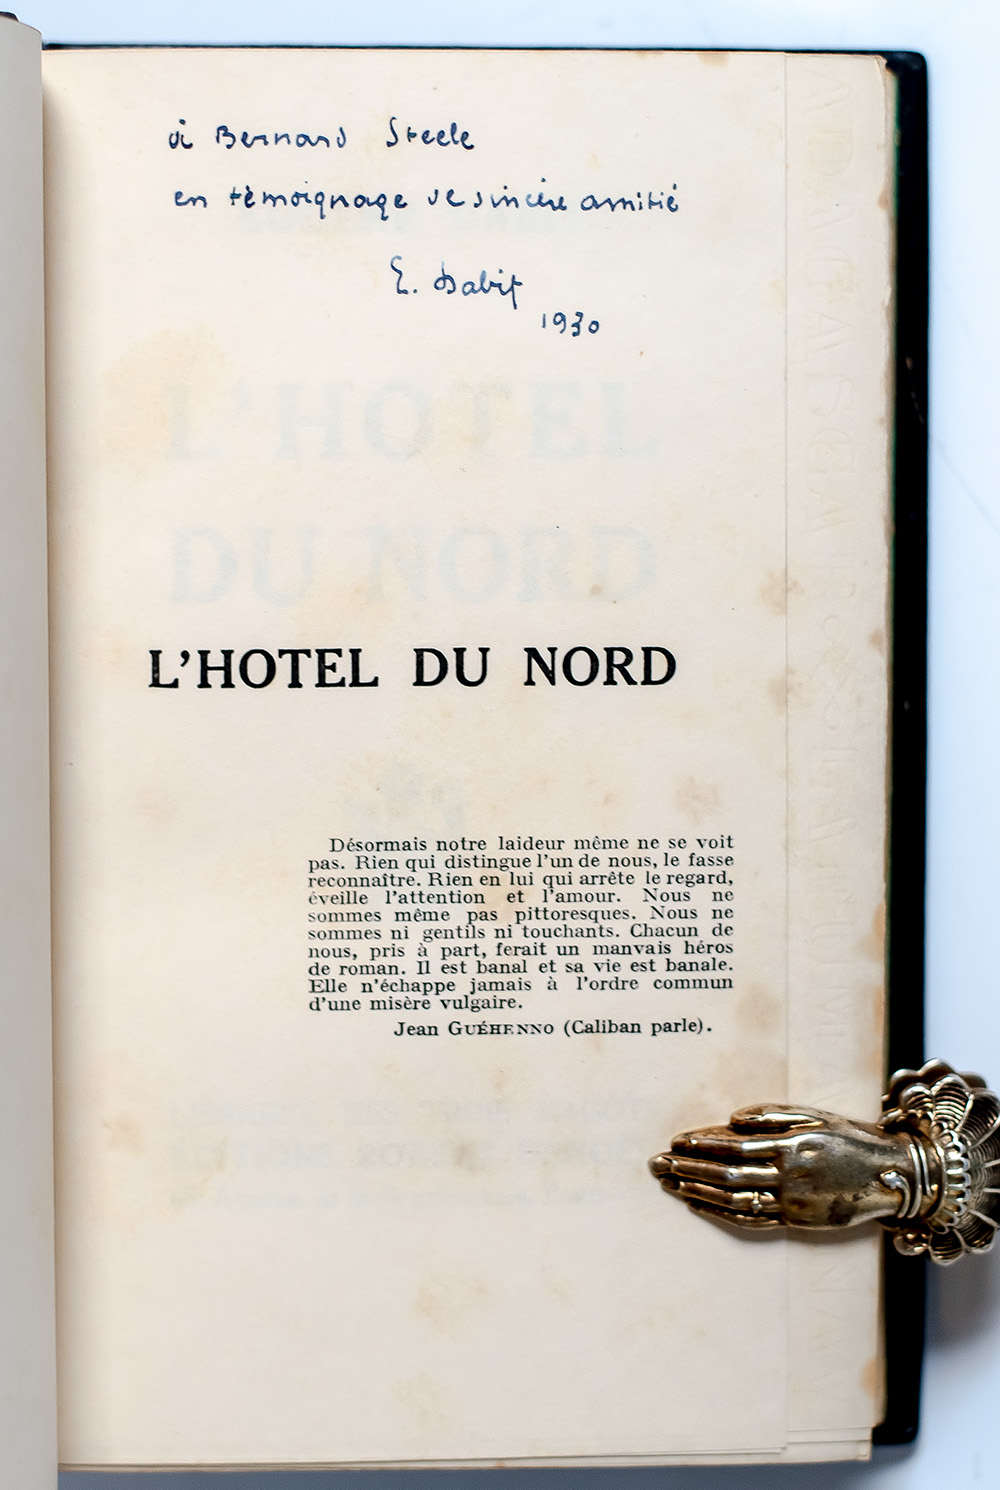 à Bernard Steele
en témoignage de sincère amitié
E. Dabit
1930
L'HOTEL
DU NORD
L'HOTEL DU NORD
Désormais notre laideur même ne se voit
pas. Rien qui distingue l'un de nous, le fasse
reconnaître. Rien en lui qui arrête le regard,
éveille l'attention et l'amour. Nous ne
sommes même pas pittoresques. Nous ne
sommes ni gentils ni touchants. Chacun de
nous, pris à part, ferait un manvais héros
de roman. Il est banal et sa vie est banale.
Elle n'échappe jamais à l'ordre commun
d'une misère vulgaire.
Jean GUÉHENNO (Caliban parle).